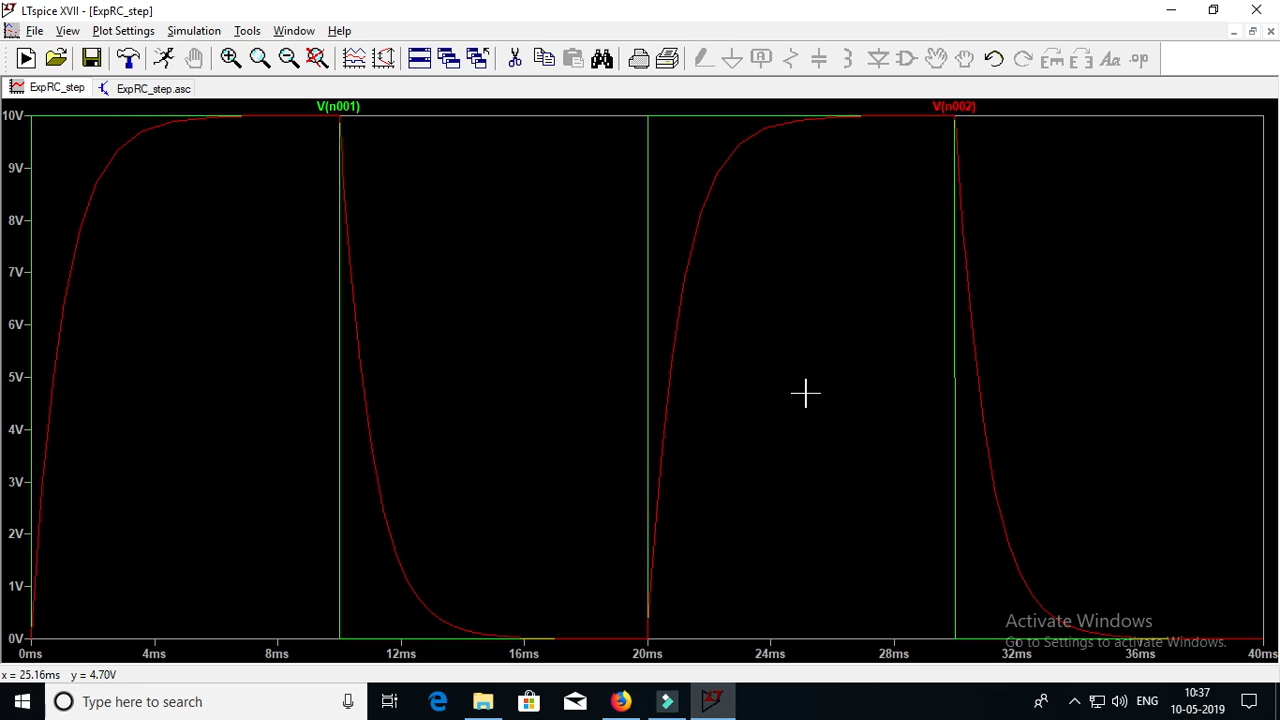 LTspice XVII - [ExpRC_step]
File View Plot Settings Simulation Tools Window Help
Aa .op
ExpRC_step ExpRC_step.asc
V(n001) V(n002)
10V
9V
8V
7V
6V
5V
4V
3V
2V
1V
0V
0ms 4ms 8ms 12ms 16ms 20ms 24ms 28ms 32ms 36ms 40ms
Activate Windows
Go to Settings to activate Windows.
x = 25.16ms y = 4.70V
Type here to search
ENG
10:37
10-05-2019